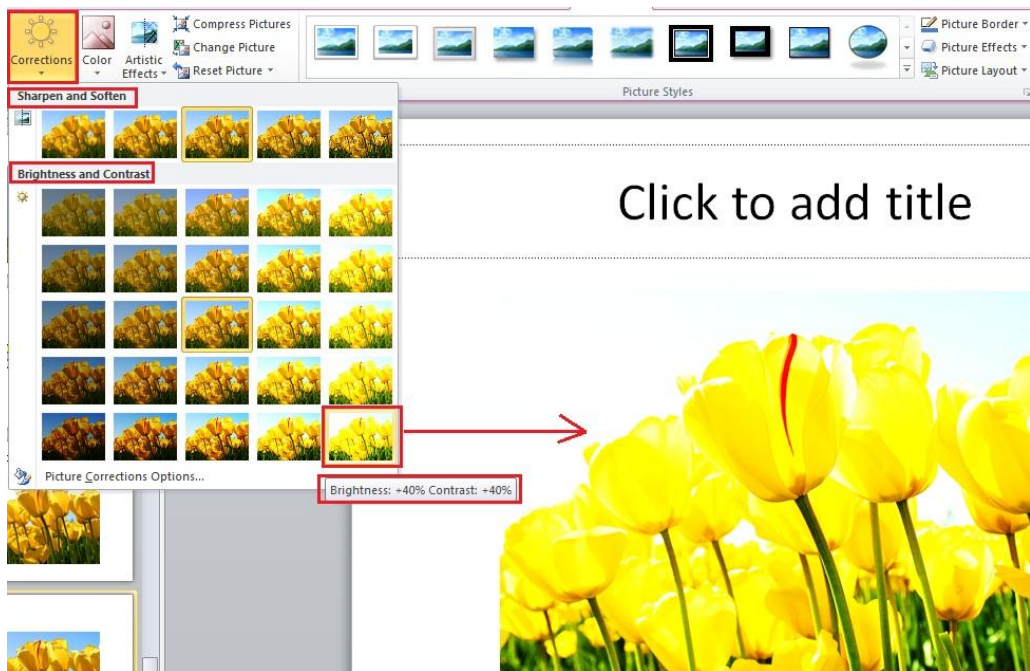 Corrections
Color
Artistic
Effects
Compress Pictures
Change Picture
Reset Picture
Picture Border
Picture Effects
Picture Layout
Picture Styles
Sharpen and Soften
Brightness and Contrast
Picture Corrections Options...
Brightness: +40% Contrast: +40%
Click to add title